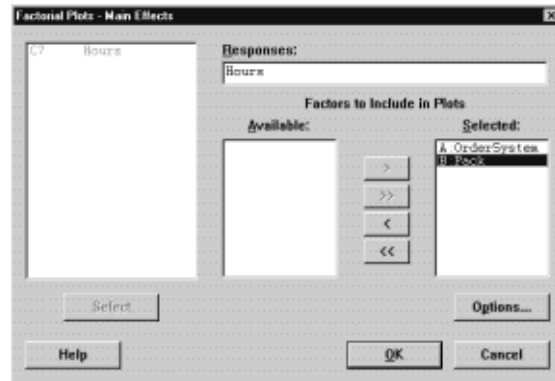 Factorial Plots - Main Effects
C7 Hours
Responses:
Hours
Factors to Include in Plots
Available:
Selected:
A:OrderSystem
B:Pack
>
>>
<
<<
Select
Options...
Help
OK
Cancel